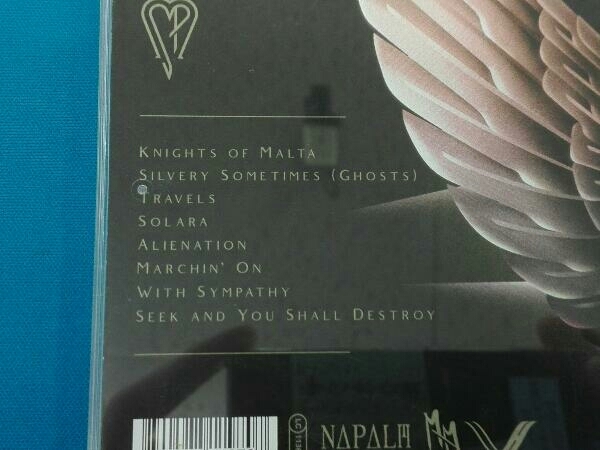 KNIGHTS OF MALTA
SILVERY SOMETIMES (GHOSTS)
TRAVELS
SOLARA
ALIENATION
MARCHIN' ON
WITH SYMPATHY
SEEK AND YOU SHALL DESTROY
NAPALM